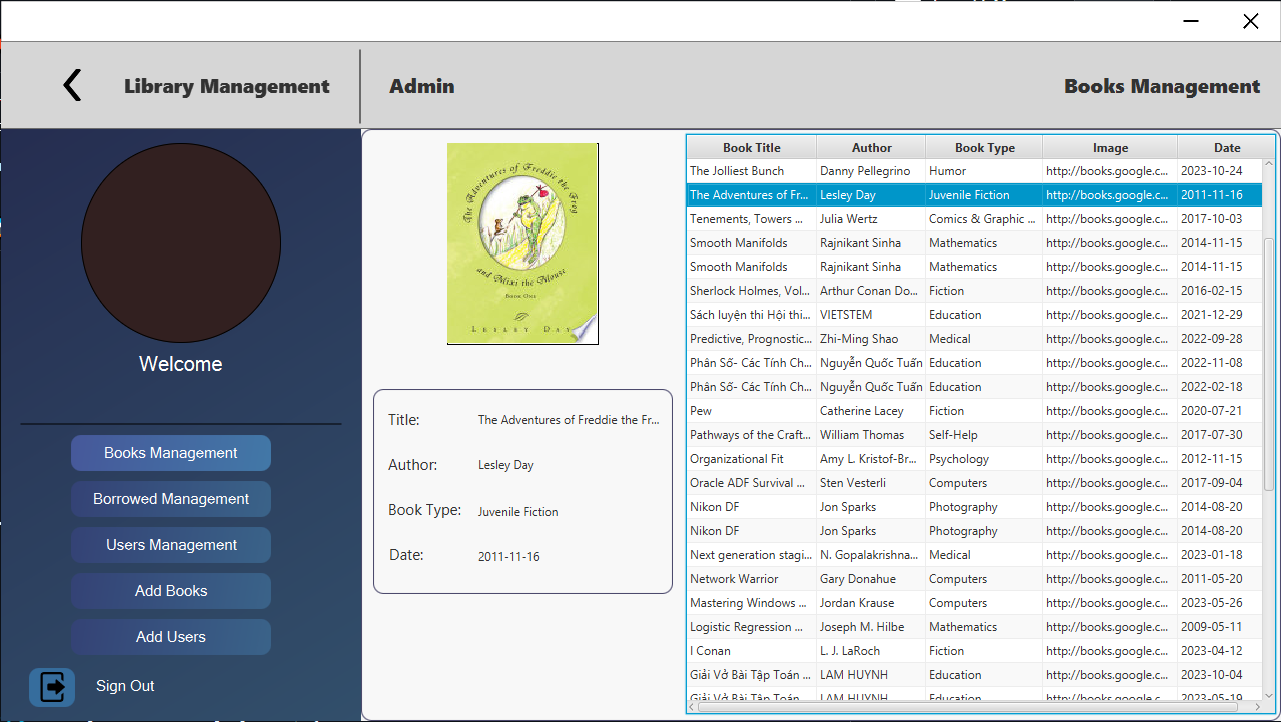 Library Management
Admin
Books Management
Welcome
Books Management
Borrowed Management
Users Management
Add Books
Add Users
Sign Out
The Adventures of Freddie the Frog
and Mimi the Mouse
Book One
Lesley Day
Title: The Adventures of Freddie the Fr...
Author: Lesley Day
Book Type: Juvenile Fiction
Date: 2011-11-16
Book Title Author Book Type Image Date
The Jolliest Bunch Danny Pellegrino Humor http://books.google.c... 2023-10-24
The Adventures of Fr... Lesley Day Juvenile Fiction http://books.google.c... 2011-11-16
Tenements, Towers ... Julia Wertz Comics & Graphic ... http://books.google.c... 2017-10-03
Smooth Manifolds Rajnikant Sinha Mathematics http://books.google.c... 2014-11-15
Smooth Manifolds Rajnikant Sinha Mathematics http://books.google.c... 2014-11-15
Sherlock Holmes, Vol... Arthur Conan Do... Fiction http://books.google.c... 2016-02-15
Sách luyện thi Hội thi... VIETSTEM Education http://books.google.c... 2021-12-29
Predictive, Prognostic... Zhi-Ming Shao Medical http://books.google.c... 2022-09-28
Phân Số- Các Tính Ch... Nguyễn Quốc Tuấn Education http://books.google.c... 2022-11-08
Phân Số- Các Tính Ch... Nguyễn Quốc Tuấn Education http://books.google.c... 2022-02-18
Pew Catherine Lacey Fiction http://books.google.c... 2020-07-21
Pathways of the Craft... William Thomas Self-Help http://books.google.c... 2017-07-30
Organizational Fit Amy L. Kristof-Br... Psychology http://books.google.c... 2012-11-15
Oracle ADF Survival ... Sten Vesterli Computers http://books.google.c... 2017-09-04
Nikon DF Jon Sparks Photography http://books.google.c... 2014-08-20
Nikon DF Jon Sparks Photography http://books.google.c... 2014-08-20
Next generation stagi... N. Gopalakrishna... Medical http://books.google.c... 2023-01-18
Network Warrior Gary Donahue Computers http://books.google.c... 2011-05-20
Mastering Windows ... Jordan Krause Computers http://books.google.c... 2023-05-26
Logistic Regression ... Joseph M. Hilbe Mathematics http://books.google.c... 2009-05-11
I Conan L. J. LaRoch Fiction http://books.google.c... 2023-04-12
Giải Vở Bài Tập Toán ... LAM HUYNH Education http://books.google.c... 2023-10-04
Giải Vở Bài Tập Toán ... LAM HUYNH Education http://books.google.c... 2023-05-19